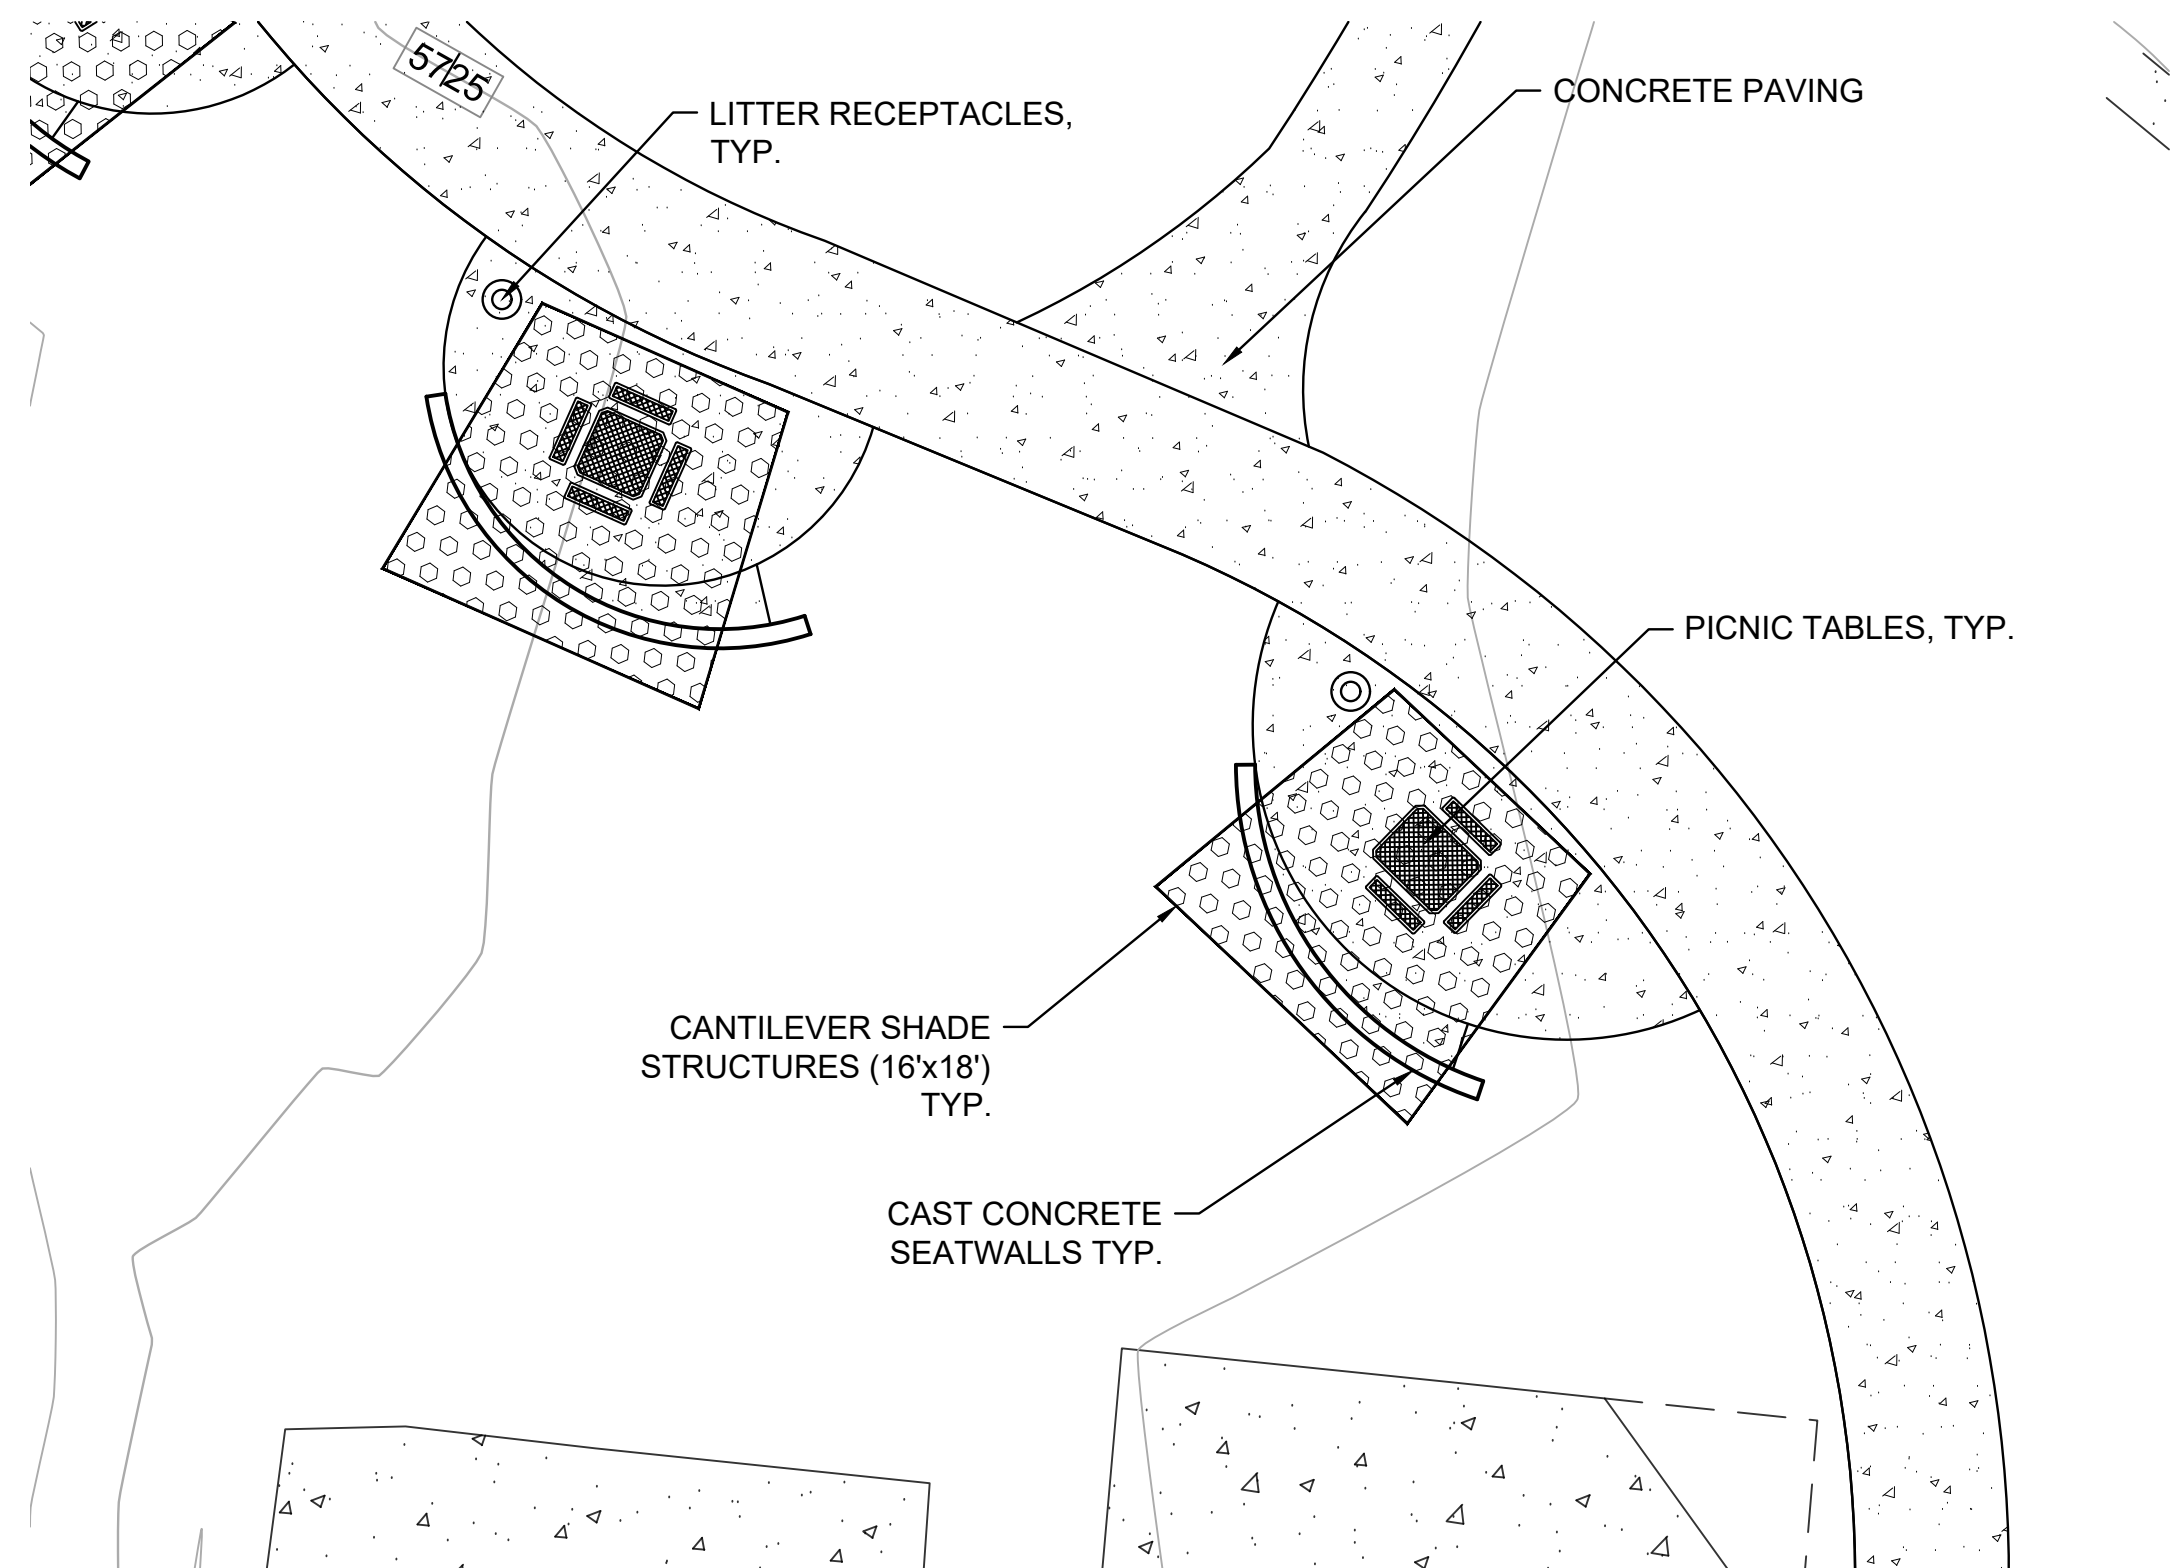 5725
LITTER RECEPTACLES,
TYP.
CONCRETE PAVING
PICNIC TABLES, TYP.
CANTILEVER SHADE
STRUCTURES (16'x18')
TYP.
CAST CONCRETE
SEATWALLS TYP.